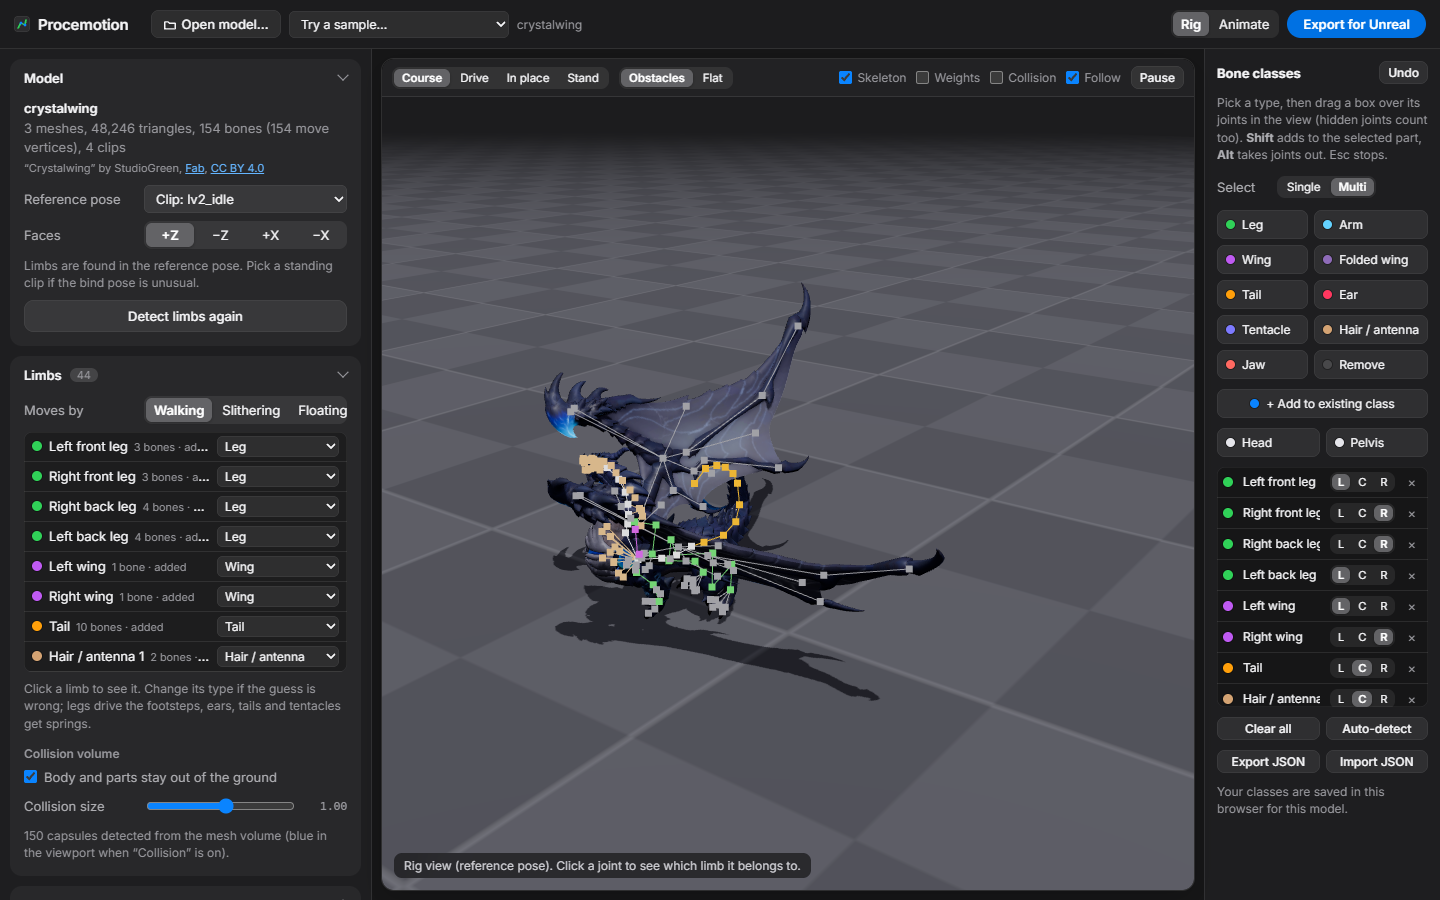 Procemotion
Open model...
Try a sample...
crystalwing
Rig
Animate
Export for Unreal
Model
crystalwing
3 meshes, 48,246 triangles, 154 bones (154 move
vertices), 4 clips
“Crystalwing” by StudioGreen, Fab, CC BY 4.0
Reference pose
Clip: lv2_idle
Faces
+Z
−Z
+X
−X
Limbs are found in the reference pose. Pick a standing
clip if the bind pose is unusual.
Detect limbs again
Limbs 44
Moves by
Walking
Slithering
Floating
Left front leg 3 bones · ad... Leg
Right front leg 3 bones · a... Leg
Right back leg 4 bones · ... Leg
Left back leg 4 bones · ad... Leg
Left wing 1 bone · added Wing
Right wing 1 bone · added Wing
Tail 10 bones · added Tail
Hair / antenna 1 2 bones ·... Hair / antenna
Click a limb to see it. Change its type if the guess is
wrong; legs drive the footsteps, ears, tails and tentacles
get springs.
Collision volume
Body and parts stay out of the ground
Collision size 1.00
150 capsules detected from the mesh volume (blue in
the viewport when “Collision” is on).
Course
Drive
In place
Stand
Obstacles
Flat
Skeleton
Weights
Collision
Follow
Pause
Rig view (reference pose). Click a joint to see which limb it belongs to.
Bone classes
Undo
Pick a type, then drag a box over its
joints in the view (hidden joints count
too). Shift adds to the selected part,
Alt takes joints out. Esc stops.
Select
Single
Multi
Leg
Arm
Wing
Folded wing
Tail
Ear
Tentacle
Hair / antenna
Jaw
Remove
+ Add to existing class
Head
Pelvis
Left front leg L C R ×
Right front leg L C R ×
Right back leg L C R ×
Left back leg L C R ×
Left wing L C R ×
Right wing L C R ×
Tail L C R ×
Hair / antenna L C R ×
Clear all
Auto-detect
Export JSON
Import JSON
Your classes are saved in this
browser for this model.